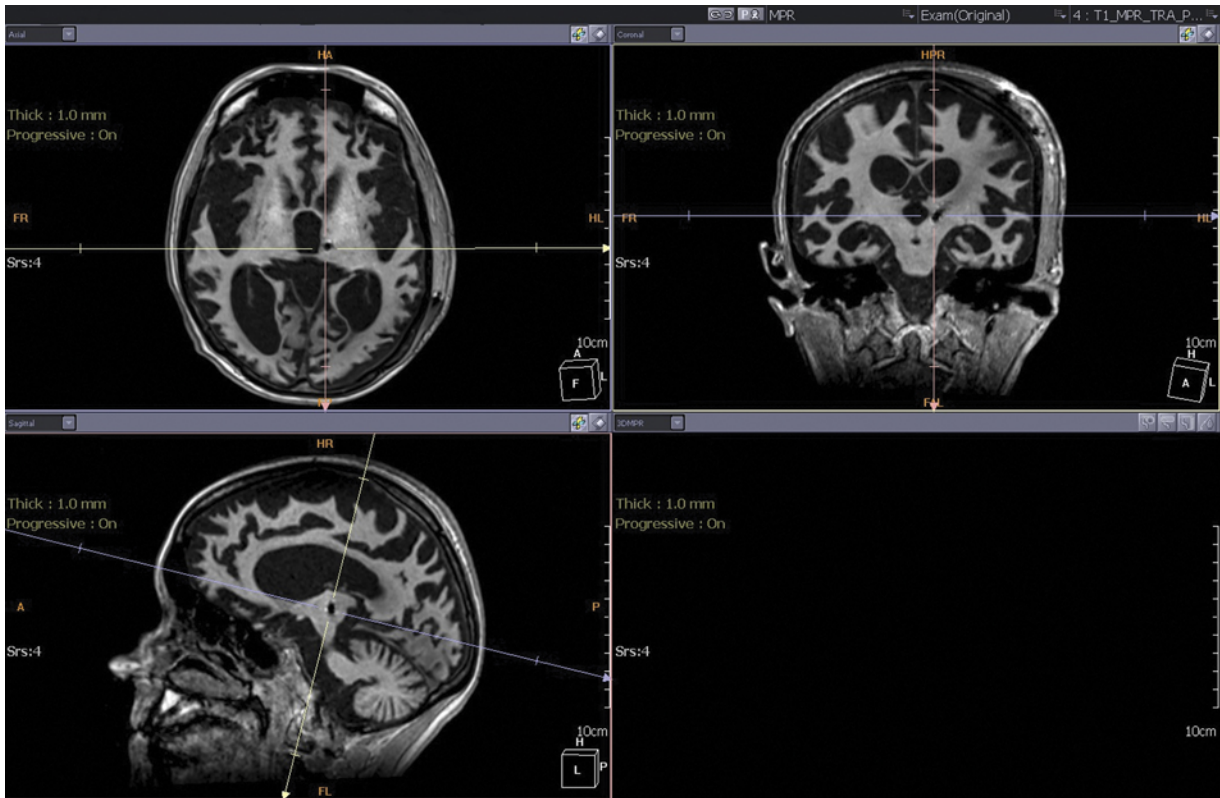 MPR Exam(Original) 4 : T1_MPR_TRA_P...
Axial
HA
Thick : 1.0 mm
Progressive : On
FR
HL
Srs:4
10cm
A
F L
Coronal
HPR
Thick : 1.0 mm
Progressive : On
FR
HL
Srs:4
10cm
H
A L
Sagittal
HR
Thick : 1.0 mm
Progressive : On
A
P
Srs:4
10cm
H
L P
FL
3DMPR
Thick : 1.0 mm
Progressive : On
Srs:4
10cm